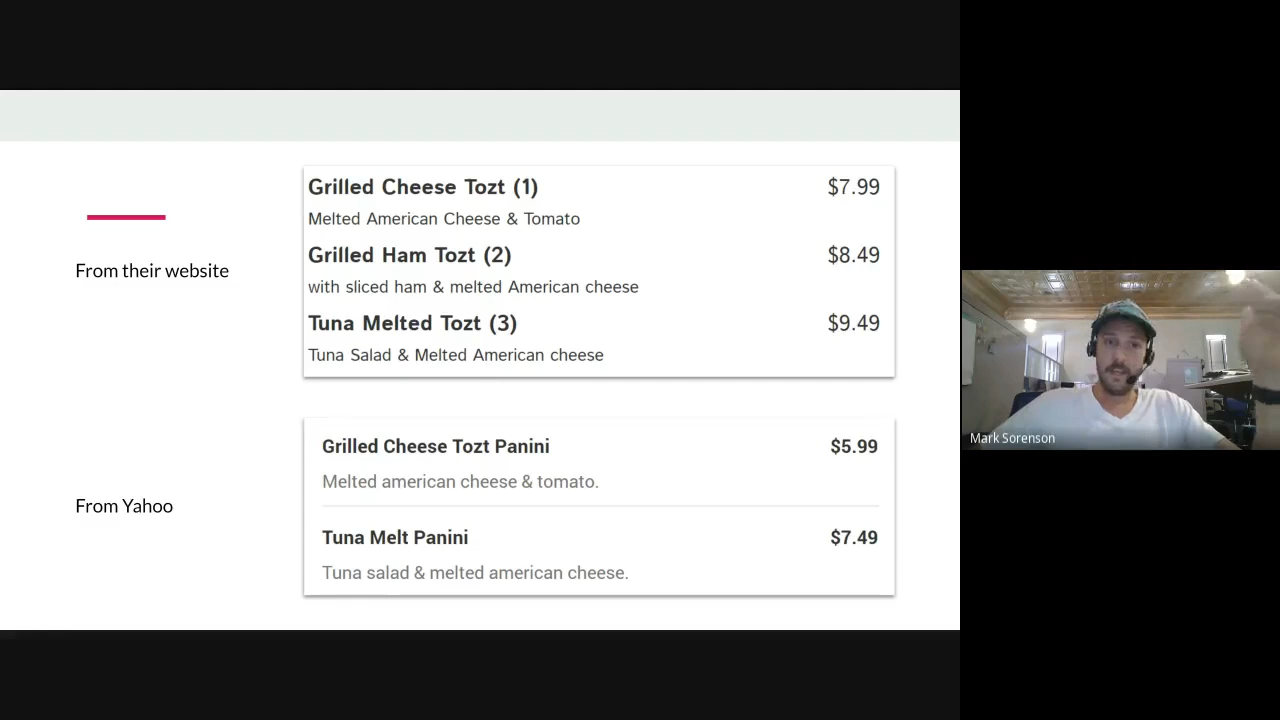 From their website
Grilled Cheese Tozt (1) $7.99
Melted American Cheese & Tomato
Grilled Ham Tozt (2) $8.49
with sliced ham & melted American cheese
Tuna Melted Tozt (3) $9.49
Tuna Salad & Melted American cheese
From Yahoo
Grilled Cheese Tozt Panini $5.99
Melted american cheese & tomato.
Tuna Melt Panini $7.49
Tuna salad & melted american cheese.
Mark Sorenson